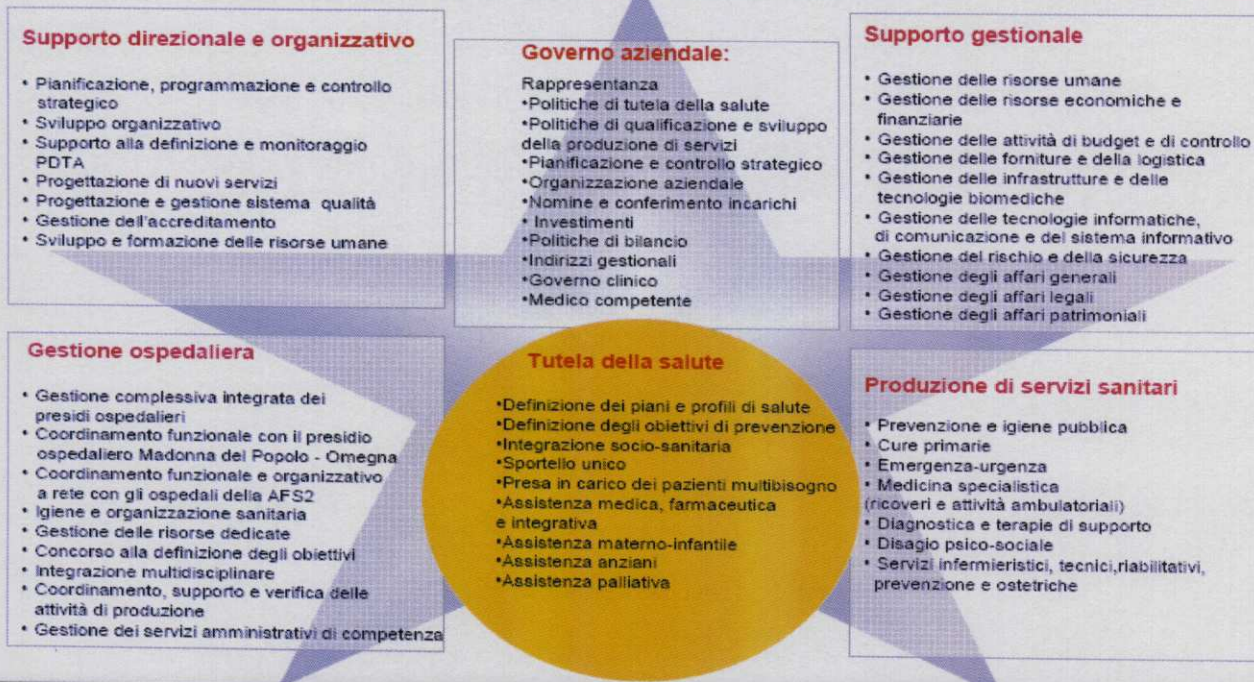 Supporto direzionale e organizzativo
• Pianificazione, programmazione e controllo
strategico
• Sviluppo organizzativo
• Supporto alla definizione e monitoraggio
PDTA
• Progettazione di nuovi servizi
• Progettazione e gestione sistema qualità
• Gestione dell'accreditamento
• Sviluppo e formazione delle risorse umane
Governo aziendale:
Rappresentanza
•Politiche di tutela della salute
•Politiche di qualificazione e sviluppo
della produzione di servizi
•Pianificazione e controllo strategico
•Organizzazione aziendale
•Nomine e conferimento incarichi
• Investimenti
•Politiche di bilancio
•Indirizzi gestionali
•Governo clinico
•Medico competente
Supporto gestionale
• Gestione delle risorse umane
• Gestione delle risorse economiche e
finanziarie
• Gestione delle attività di budget e di controllo
• Gestione delle forniture e della logistica
• Gestione delle infrastrutture e delle
tecnologie biomediche
• Gestione delle tecnologie informatiche,
di comunicazione e del sistema informativo
• Gestione del rischio e della sicurezza
• Gestione degli affari generali
• Gestione degli affari legali
• Gestione degli affari patrimoniali
Gestione ospedaliera
• Gestione complessiva integrata dei
presidi ospedalieri
• Coordinamento funzionale con il presidio
ospedaliero Madonna del Popolo - Omegna
• Coordinamento funzionale e organizzativo
a rete con gli ospedali della AFS2
• Igiene e organizzazione sanitaria
• Gestione delle risorse dedicate
• Concorso alla definizione degli obiettivi
• Integrazione multidisciplinare
• Coordinamento, supporto e verifica delle
attività di produzione
• Gestione dei servizi amministrativi di competenza
Tutela della salute
•Definizione dei piani e profili di salute
•Definizione degli obiettivi di prevenzione
•Integrazione socio-sanitaria
•Sportello unico
•Presa in carico dei pazienti multibisogno
•Assistenza medica, farmaceutica
e integrativa
•Assistenza materno-infantile
•Assistenza anziani
•Assistenza palliativa
Produzione di servizi sanitari
• Prevenzione e igiene pubblica
• Cure primarie
• Emergenza-urgenza
• Medicina specialistica
(ricoveri e attività ambulatoriali)
• Diagnostica e terapie di supporto
• Disagio psico-sociale
• Servizi infermieristici, tecnici,riabilitativi,
prevenzione e ostetriche